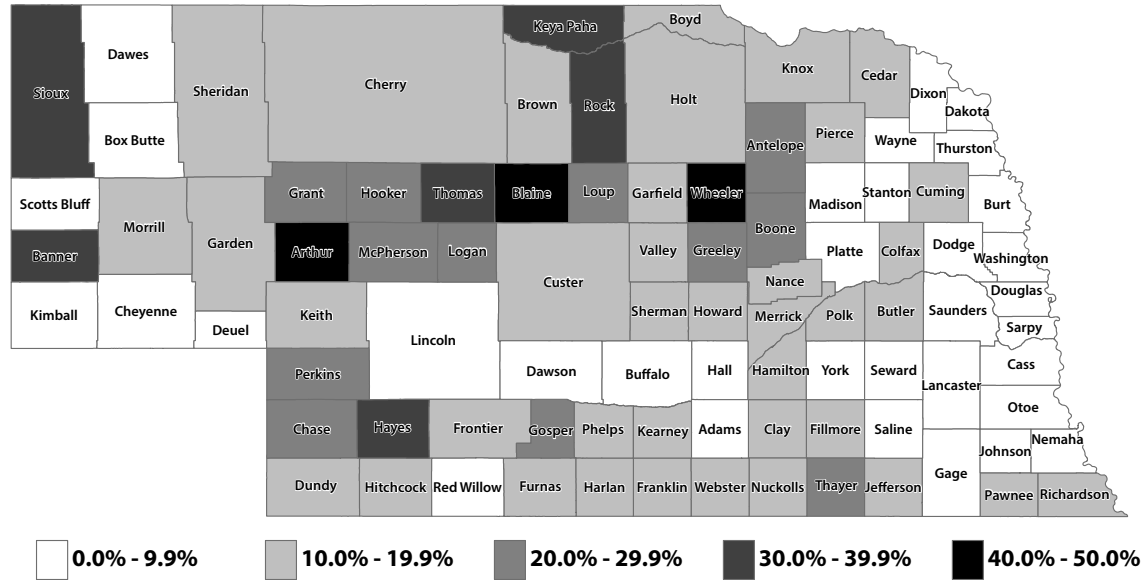 Keya Paha
Boyd
Dawes
Knox
Cedar
Sioux
Sheridan
Cherry
Brown
Rock
Holt
Dixon
Dakota
Box Butte
Antelope
Pierce
Wayne
Thurston
Scotts Bluff
Grant
Hooker
Thomas
Blaine
Loup
Garfield
Wheeler
Madison
Stanton
Cuming
Burt
Morrill
Garden
Boone
Banner
Arthur
McPherson
Logan
Valley
Greeley
Platte
Colfax
Dodge
Washington
Custer
Nance
Kimball
Cheyenne
Deuel
Keith
Lincoln
Sherman
Howard
Merrick
Polk
Butler
Saunders
Douglas
Sarpy
Perkins
Dawson
Buffalo
Hall
Hamilton
York
Seward
Lancaster
Cass
Otoe
Chase
Hayes
Frontier
Gosper
Phelps
Kearney
Adams
Clay
Fillmore
Saline
Johnson
Nemaha
Dundy
Hitchcock
Red Willow
Furnas
Harlan
Franklin
Webster
Nuckolls
Thayer
Jefferson
Gage
Pawnee
Richardson
0.0% - 9.9%
10.0% - 19.9%
20.0% - 29.9%
30.0% - 39.9%
40.0% - 50.0%